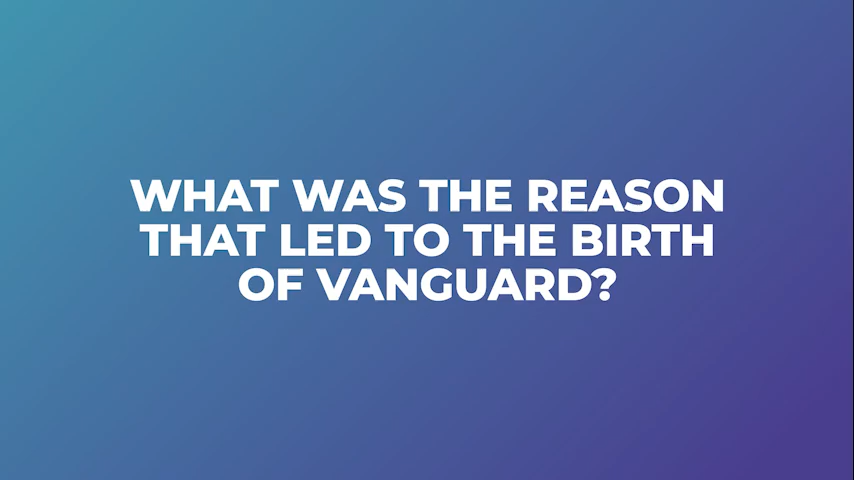 WHAT WAS THE REASON
THAT LED TO THE BIRTH
OF VANGUARD?